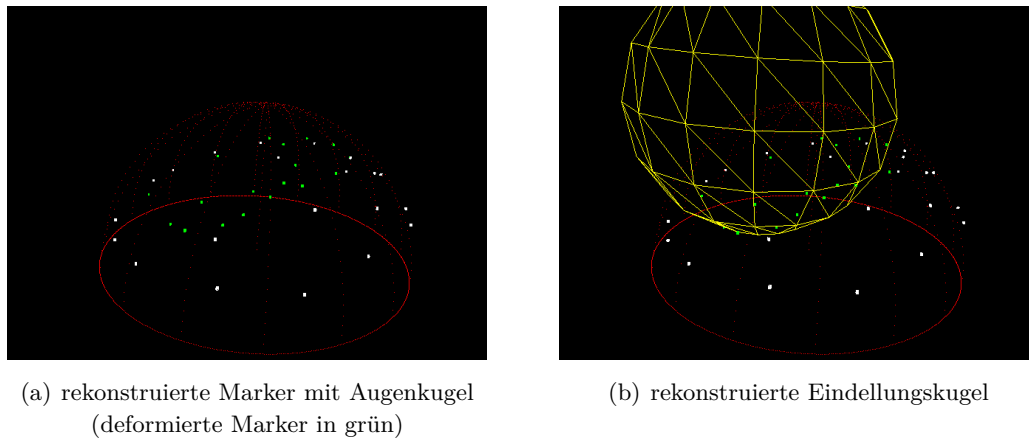 (a) rekonstruierte Marker mit Augenkugel
(deformierte Marker in grün)
(b) rekonstruierte Eindellungskugel